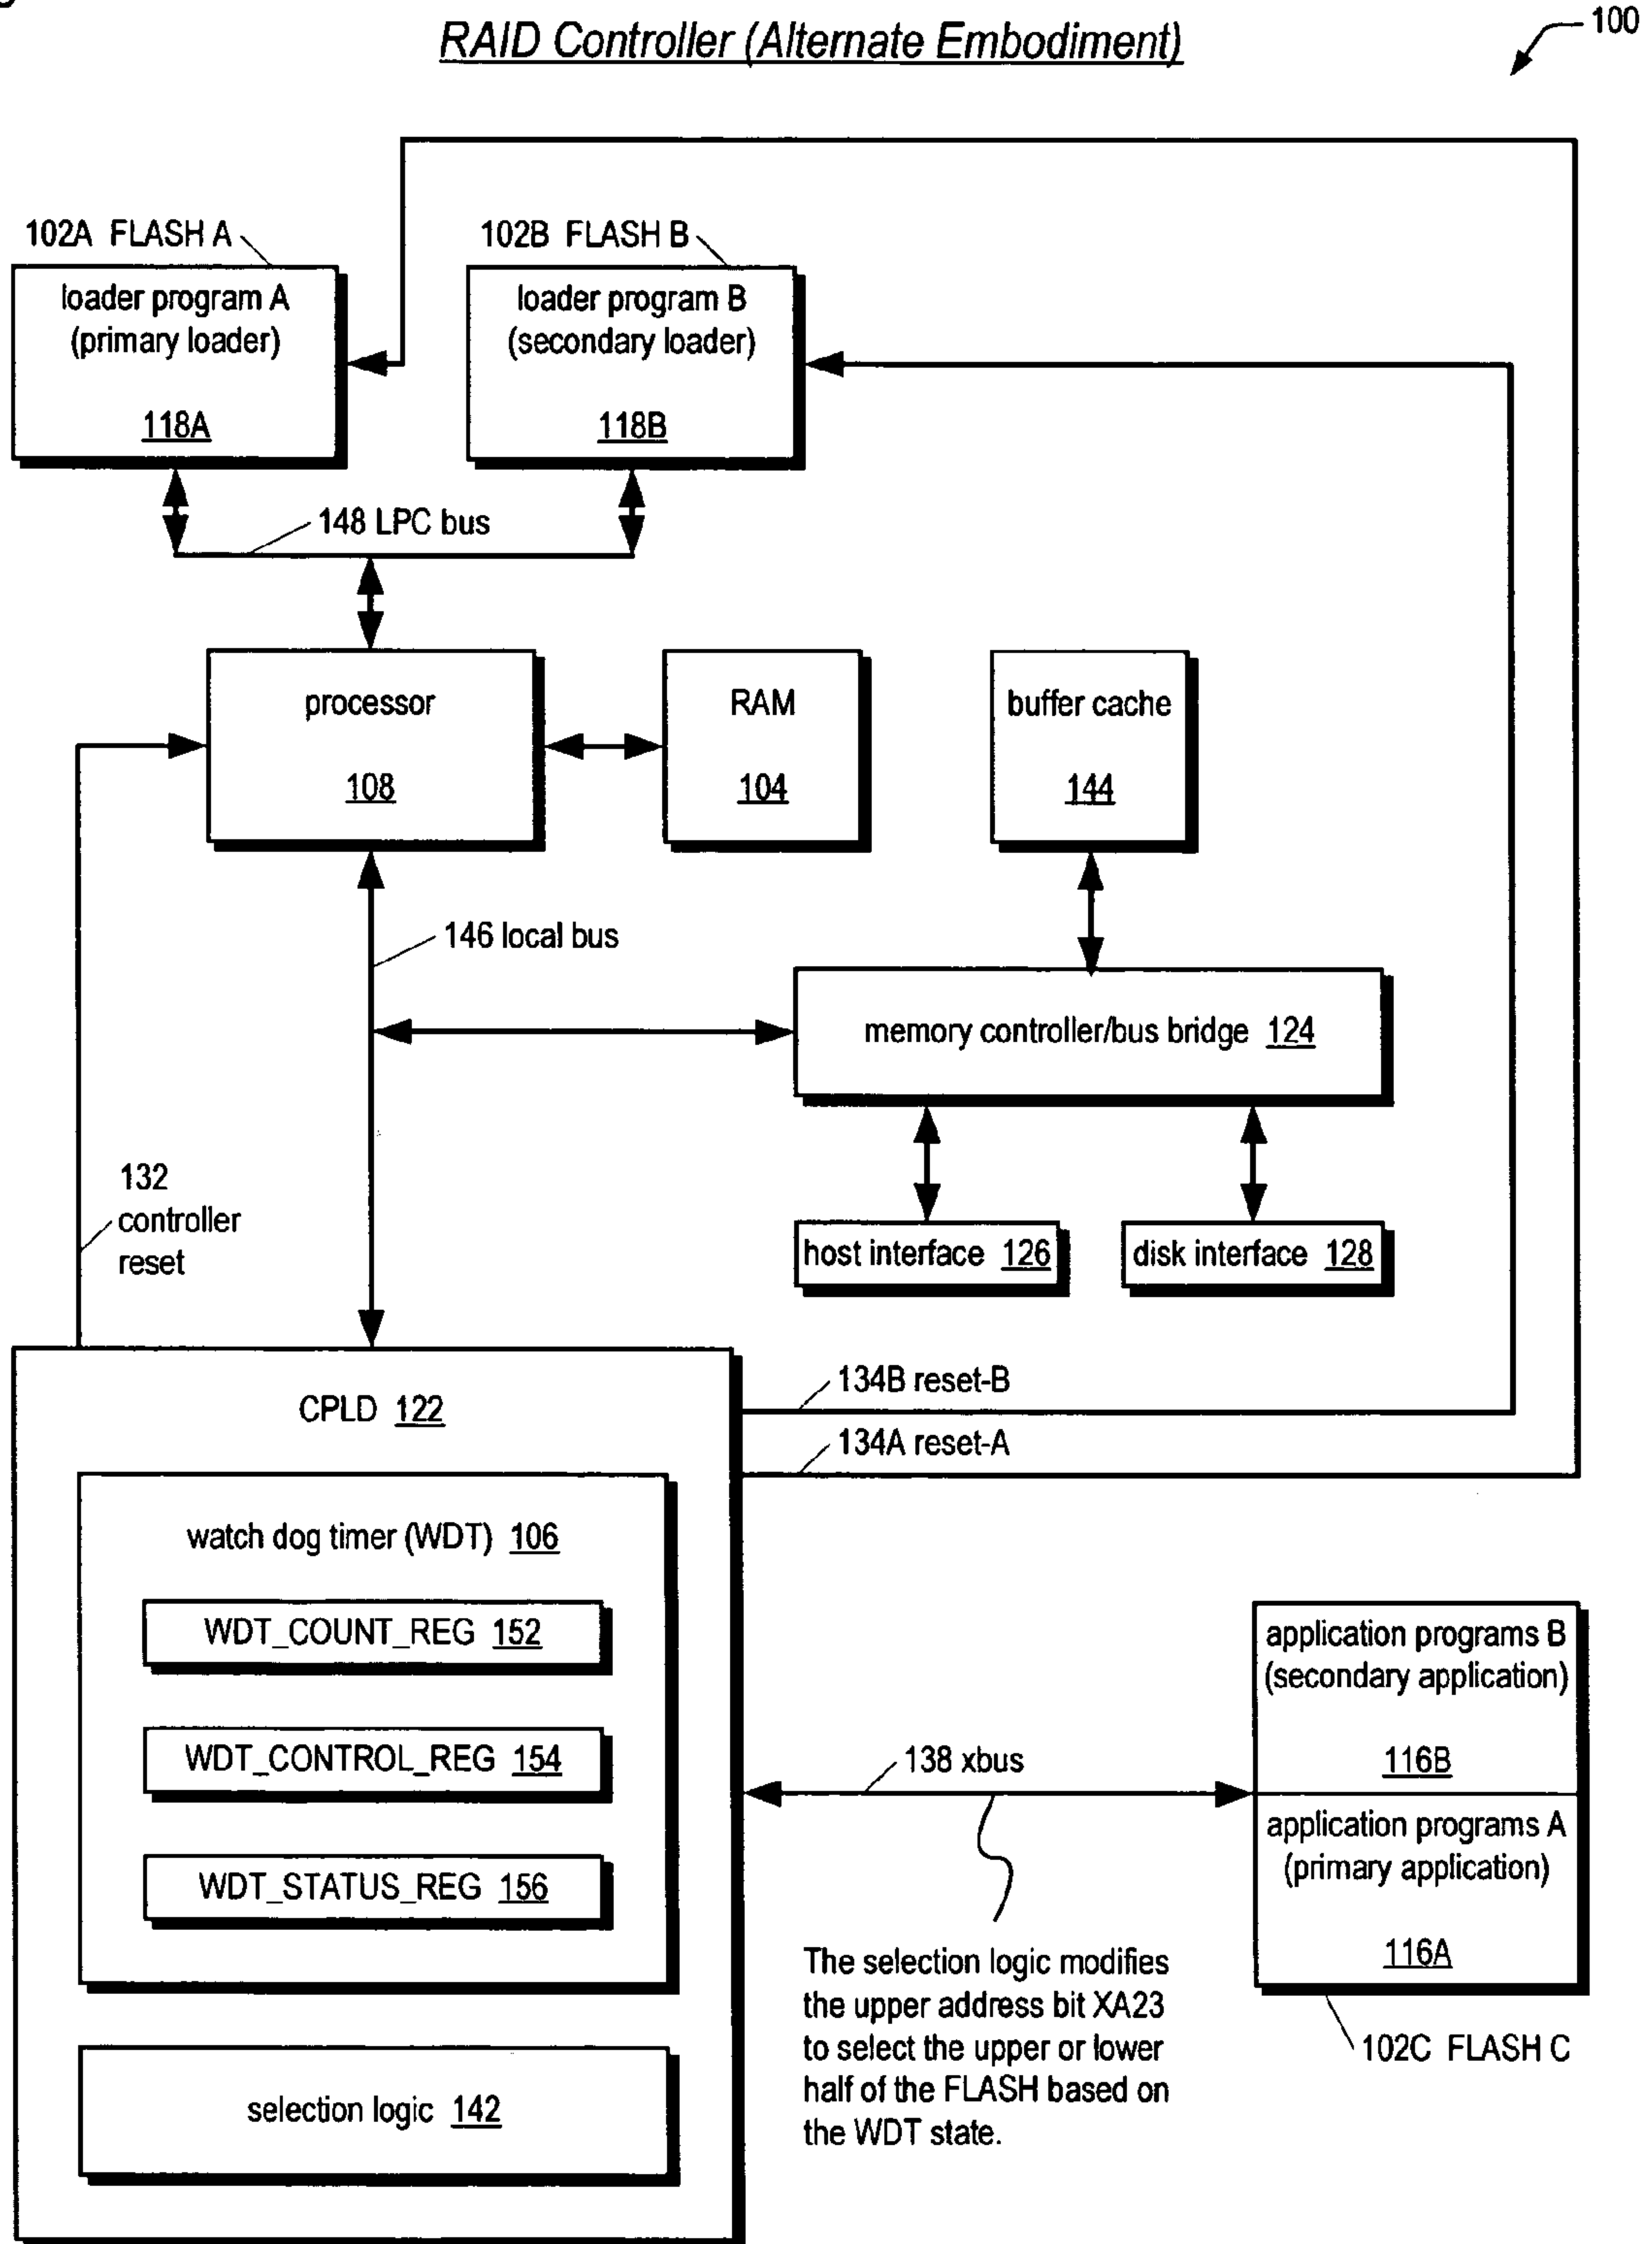 RAID Controller (Alternate Embodiment)
100
102A FLASH A
102B FLASH B
loader program A
(primary loader)
118A
loader program B
(secondary loader)
118B
148 LPC bus
processor
108
RAM
104
buffer cache
144
146 local bus
memory controller/bus bridge 124
132
controller
reset
host interface 126
disk interface 128
134B reset-B
CPLD 122
134A reset-A
watch dog timer (WDT) 106
WDT_COUNT_REG 152
WDT_CONTROL_REG 154
WDT_STATUS_REG 156
138 xbus
application programs B
(secondary application)
116B
application programs A
(primary application)
116A
The selection logic modifies
the upper address bit XA23
to select the upper or lower
half of the FLASH based on
the WDT state.
102C FLASH C
selection logic 142